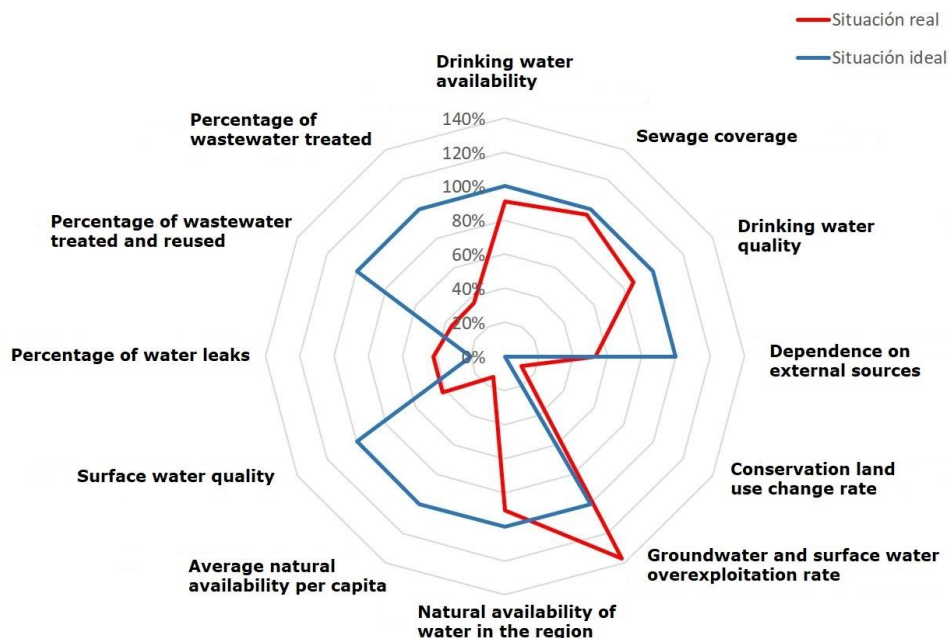 Situación real
Situación ideal
Drinking water
availability
Percentage of
wastewater treated
Sewage coverage
140%
120%
100%
80%
60%
40%
20%
0%
Percentage of wastewater
treated and reused
Drinking water
quality
Percentage of water leaks
Dependence on
external sources
Surface water quality
Conservation land
use change rate
Average natural
availability per capita
Groundwater and surface water
overexploitation rate
Natural availability of
water in the region